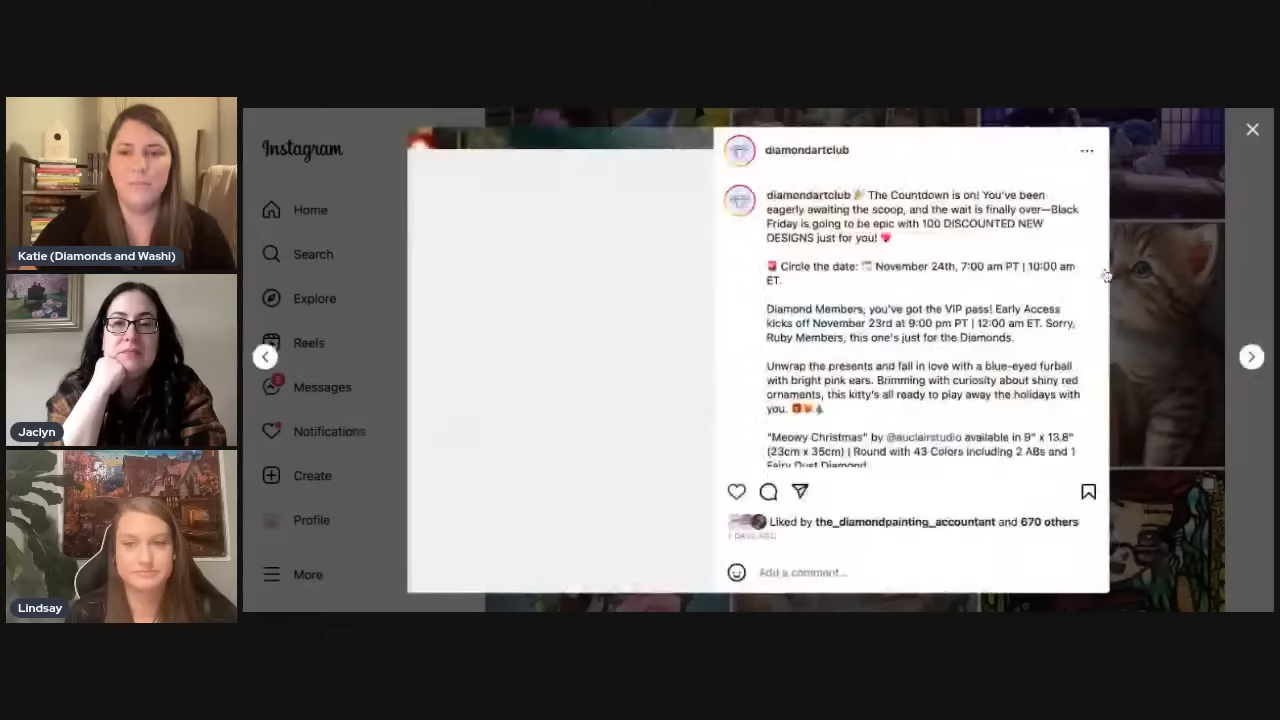 Katie (Diamonds and Washi)
Jaclyn
Lindsay
Instagram
Home
Search
Explore
Reels
Messages
Notifications
Create
Profile
More
diamondartclub
diamondartclub 🎉 The Countdown is on! You've been
eagerly awaiting the scoop, and the wait is finally over—Black
Friday is going to be epic with 100 DISCOUNTED NEW
DESIGNS just for you! 💖
Circle the date: November 24th, 7:00 am PT | 10:00 am
ET.
Diamond Members, you've got the VIP pass! Early Access
kicks off November 23rd at 9:00 pm PT | 12:00 am ET. Sorry,
Ruby Members, this one's just for the Diamonds.
Unwrap the presents and fall in love with a blue-eyed furball
with bright pink ears. Brimming with curiosity about shiny red
ornaments, this kitty's all ready to play away the holidays with
you.
"Meowy Christmas" by @auclairstudio available in 9" x 13.8"
(23cm x 35cm) | Round with 43 Colors including 2 ABs and 1
Fairy Dust Diamond
Liked by the_diamondpainting_accountant and 670 others
DAYS AGO
Add a comment...